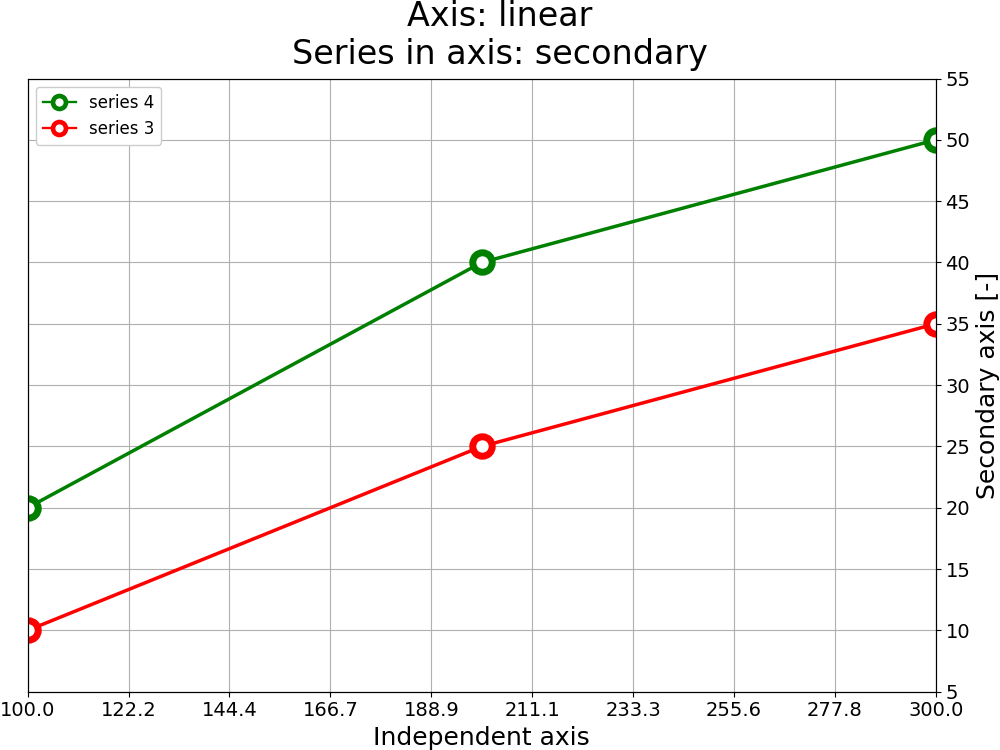 Axis: linear
Series in axis: secondary
series 4
series 3
55
50
45
40
35
30
25
20
15
10
5
Secondary axis [-]
100.0 122.2 144.4 166.7 188.9 211.1 233.3 255.6 277.8 300.0
Independent axis